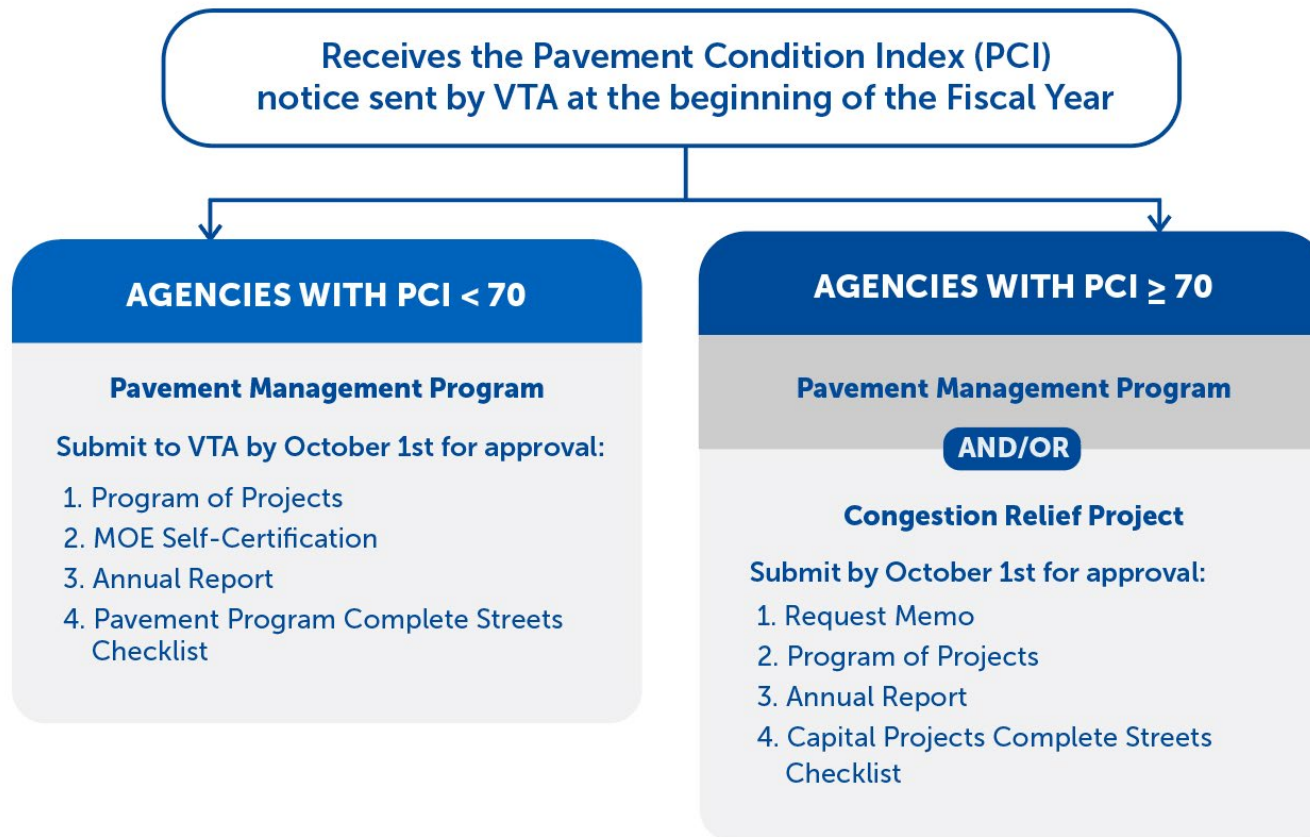 Receives the Pavement Condition Index (PCI)
notice sent by VTA at the beginning of the Fiscal Year
AGENCIES WITH PCI < 70
Pavement Management Program
Submit to VTA by October 1st for approval:
1. Program of Projects
2. MOE Self-Certification
3. Annual Report
4. Pavement Program Complete Streets
Checklist
AGENCIES WITH PCI ≥ 70
Pavement Management Program
AND/OR
Congestion Relief Project
Submit by October 1st for approval:
1. Request Memo
2. Program of Projects
3. Annual Report
4. Capital Projects Complete Streets
Checklist